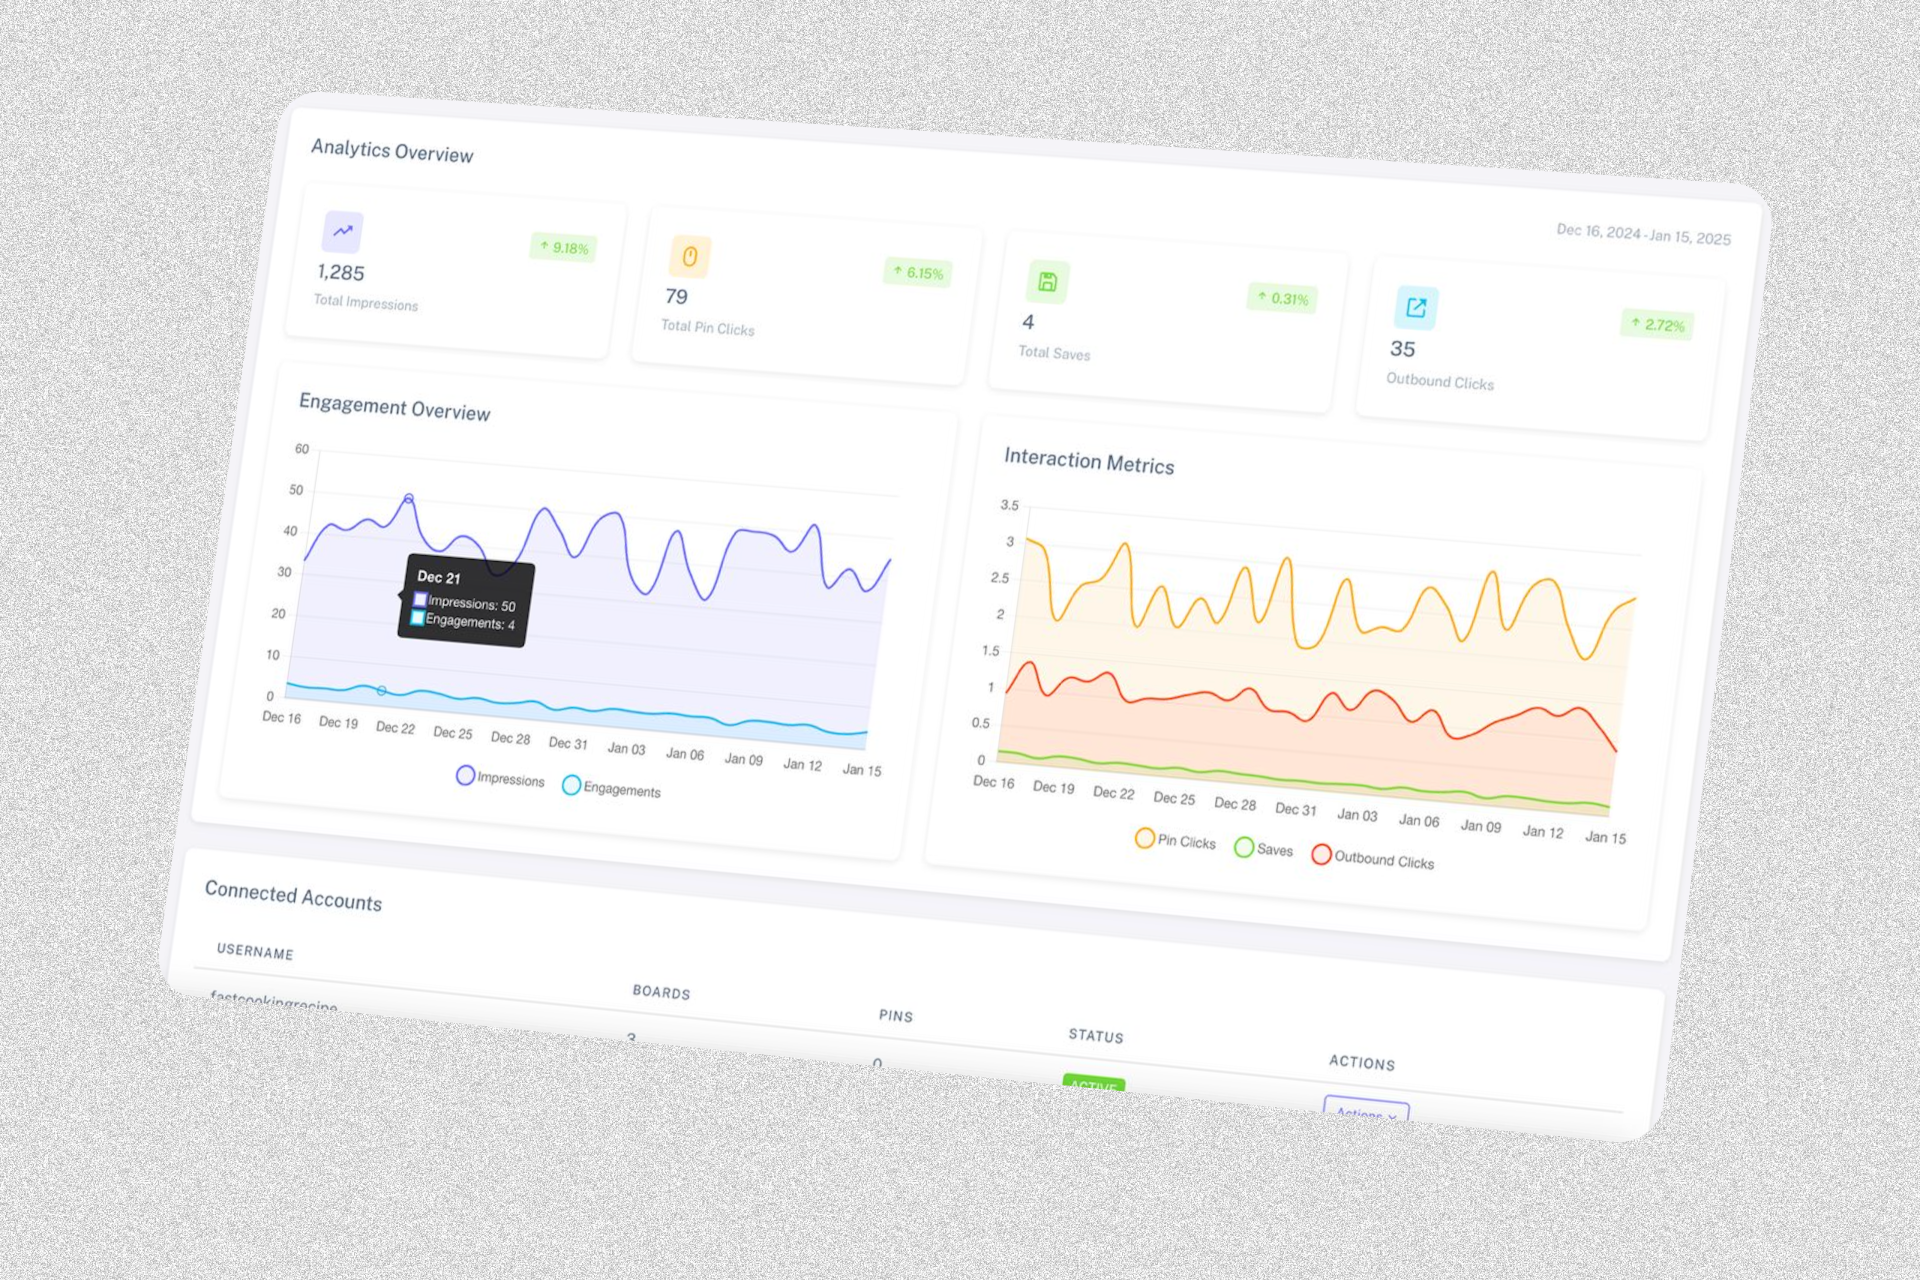 Analytics Overview
Dec 16, 2024 - Jan 15, 2025
1,285
Total Impressions
↑ 9.18%
79
Total Pin Clicks
↑ 6.15%
4
Total Saves
↑ 0.31%
35
Outbound Clicks
↑ 2.72%
Engagement Overview
60
50
40
30
20
10
0
Dec 21
Impressions: 50
Engagements: 4
Dec 16 Dec 19 Dec 22 Dec 25 Dec 28 Dec 31 Jan 03 Jan 06 Jan 09 Jan 12 Jan 15
Impressions Engagements
Interaction Metrics
3.5
3
2.5
2
1.5
1
0.5
0
Dec 16 Dec 19 Dec 22 Dec 25 Dec 28 Dec 31 Jan 03 Jan 06 Jan 09 Jan 12 Jan 15
Pin Clicks Saves Outbound Clicks
Connected Accounts
USERNAME BOARDS PINS STATUS ACTIONS
fastcookingrecipe 3 0 ACTIVE Actions